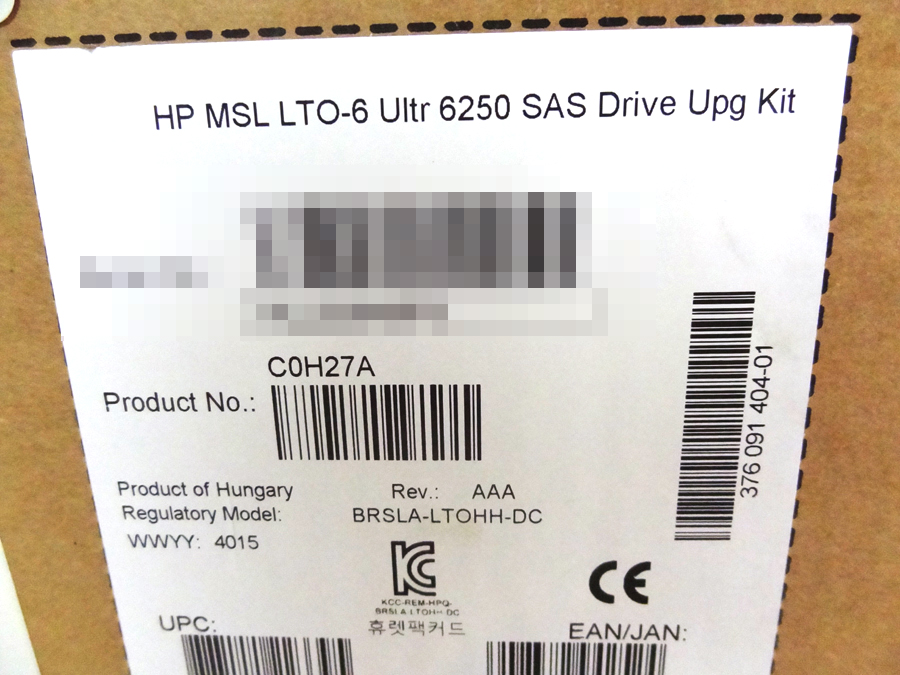 HP MSL LTO-6 Ultr 6250 SAS Drive Upg Kit
C0H27A
Product No.:
376 091 404-01
Product of Hungary
Rev.: AAA
Regulatory Model: BRSLA-LTOHH-DC
WWYY: 4015
KCC-REM-HPQ-
BRSLA LTOHH-DC
휴렛팩커드
CE
UPC:
EAN/JAN: